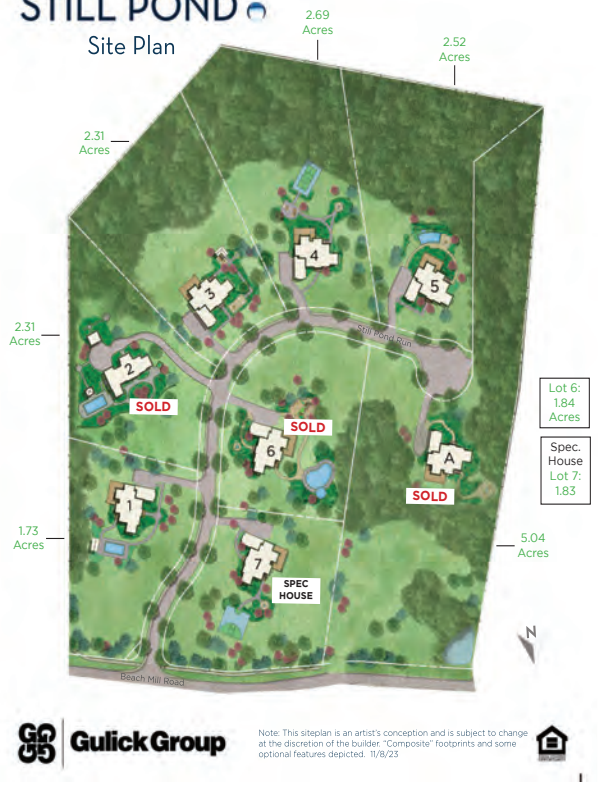 STILL POND
Site Plan
2.69
Acres
2.52
Acres
2.31
Acres
4
5
3
Still Pond Run
2.31
Acres
2
SOLD
Lot 6:
1.84
Acres
SOLD
6
A
Spec.
House
Lot 7:
1.83
SOLD
1
1.73
Acres
5.04
Acres
7
SPEC
HOUSE
N
Beach Mill Road
GGGG
Gulick Group
Note: This siteplan is an artist's conception and is subject to change
at the discretion of the builder. "Composite" footprints and some
optional features depicted. 11/8/23